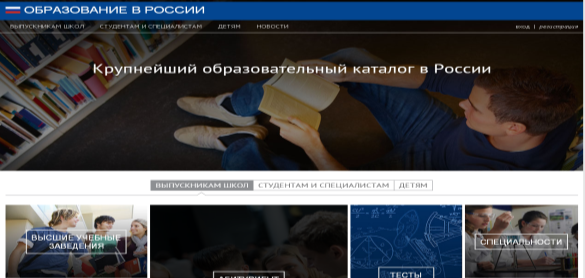 ОБРАЗОВАНИЕ В РОССИИ
ВЫПУСКНИКАМ ШКОЛ СТУДЕНТАМ И СПЕЦИАЛИСТАМ ДЕТЯМ НОВОСТИ
вход | регистрация
Крупнейший образовательный каталог в России
ВЫПУСКНИКАМ ШКОЛ СТУДЕНТАМ И СПЕЦИАЛИСТАМ ДЕТЯМ
ВЫСШИЕ УЧЕБНЫЕ
ЗАВЕДЕНИЯ
СПЕЦИАЛЬНОСТИ
ТЕСТЫ